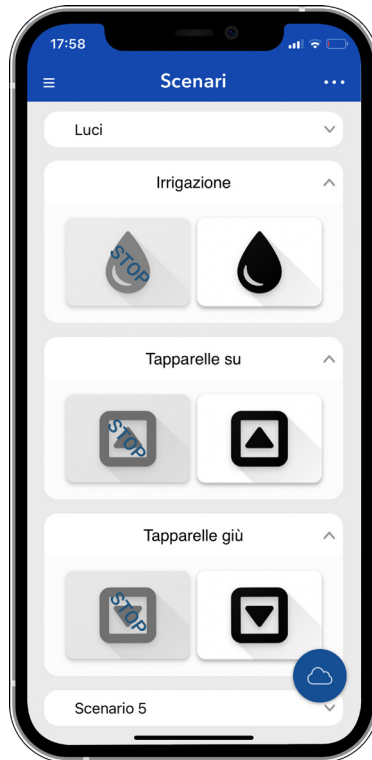 17:58
Scenari
Luci
Irrigazione
STOP
Tapparelle su
STOP
Tapparelle giù
STOP
Scenario 5